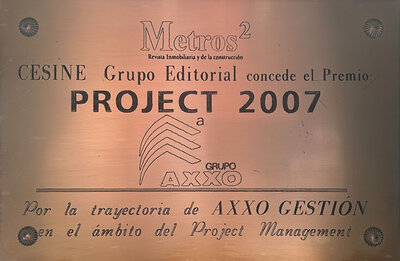 Metros²
Revista Inmobiliaria y de la construcción
CESINE Grupo Editorial concede el Premio
PROJECT 2007
a
GRUPO
AXXO
Por la trayectoria de AXXO GESTIÓN
en el ámbito del Project Management